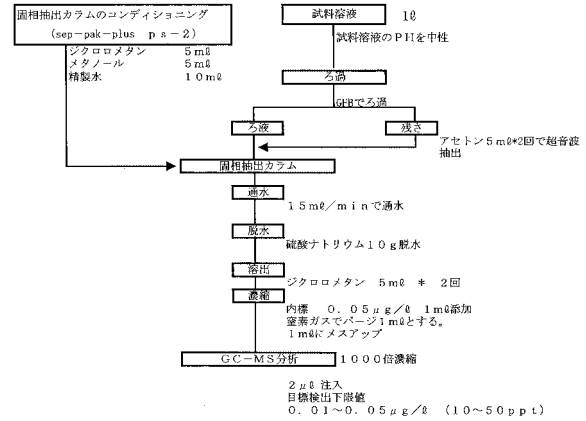 固相抽出カラムのコンディショニング
(sep-pak-plus ps-2)
ジクロロメタン 5ml
メタノール 5ml
精製水 10ml
試料溶液 1ℓ
試料溶液のPHを中性
ろ過
GFBでろ過
ろ液
残さ
アセトン5mℓ*2回で超音波
抽出
固相抽出カラム
通水
15mℓ/minで通水
脱水
硫酸ナトリウム10g脱水
溶出
ジクロロメタン 5mℓ * 2回
濃縮
内標 0.05μg/ℓ 1mℓ添加
窒素ガスでパージ1mℓとする。
1mℓにメスアップ
GC-MS分析 1000倍濃縮
2μℓ注入
目標検出下限値
0.01~0.05μg/ℓ (10~50ppt)